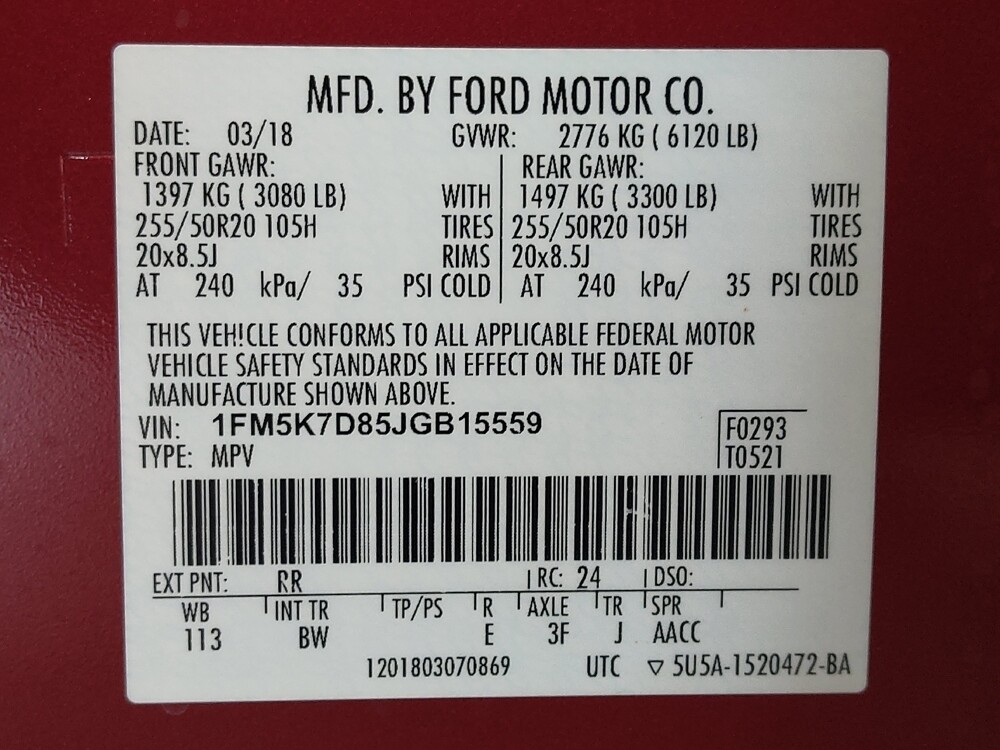 MFD. BY FORD MOTOR CO.
DATE: 03/18 GVWR: 2776 KG ( 6120 LB)
FRONT GAWR: REAR GAWR:
1397 KG ( 3080 LB) WITH 1497 KG ( 3300 LB) WITH
255/50R20 105H TIRES 255/50R20 105H TIRES
20x8.5J RIMS 20x8.5J RIMS
AT 240 kPa/ 35 PSI COLD AT 240 kPa/ 35 PSI COLD
THIS VEHICLE CONFORMS TO ALL APPLICABLE FEDERAL MOTOR
VEHICLE SAFETY STANDARDS IN EFFECT ON THE DATE OF
MANUFACTURE SHOWN ABOVE.
VIN: 1FM5K7D85JGB15559 F0293
TYPE: MPV T0521
EXT PNT: RR RC: 24 DSO:
WB INT TR TP/PS R AXLE TR SPR
113 BW E 3F J AACC
1201803070869 UTC ▽ 5U5A-1520472-BA